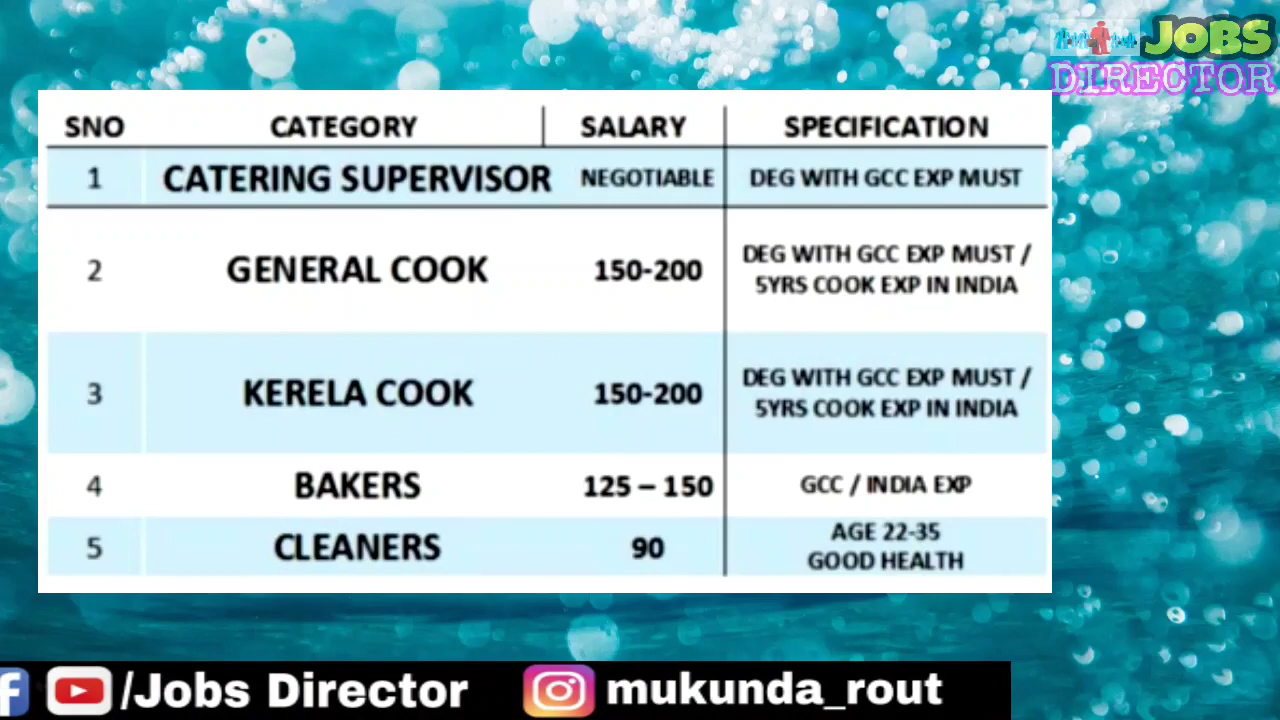 JOBS
DIRECTOR
SNO CATEGORY SALARY SPECIFICATION
1 CATERING SUPERVISOR NEGOTIABLE DEG WITH GCC EXP MUST
2 GENERAL COOK 150-200 DEG WITH GCC EXP MUST /
5YRS COOK EXP IN INDIA
3 KERELA COOK 150-200 DEG WITH GCC EXP MUST /
5YRS COOK EXP IN INDIA
4 BAKERS 125 – 150 GCC / INDIA EXP
5 CLEANERS 90 AGE 22-35
GOOD HEALTH
/Jobs Director mukunda_rout